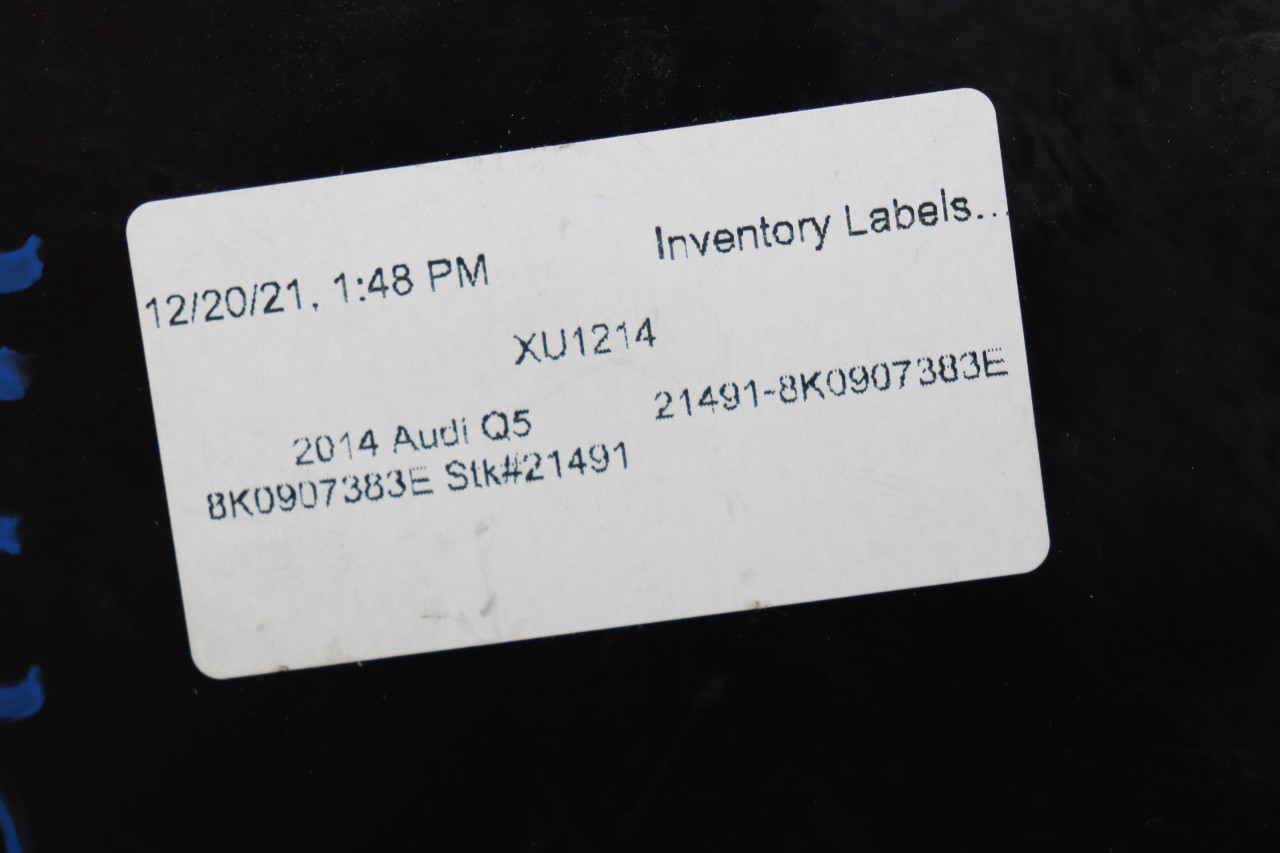 12/20/21, 1:48 PM
Inventory Labels...
XU1214
21491-8K0907383E
2014 Audi Q5
8K0907383E Stk#21491